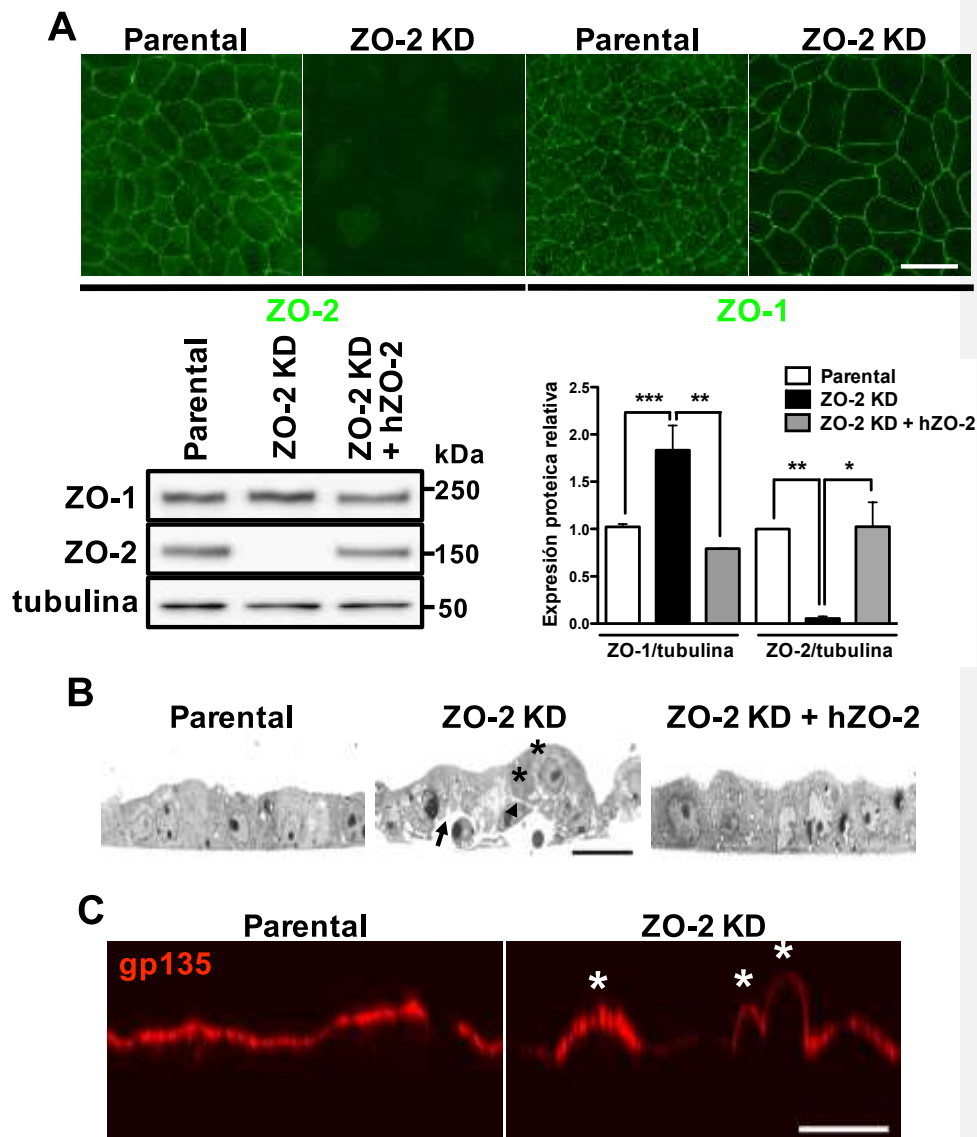 A
Parental ZO-2 KD Parental ZO-2 KD
ZO-2 ZO-1
Parental
ZO-2 KD
ZO-2 KD
+ hZO-2
kDa
ZO-1 250
ZO-2 150
tubulina 50
Expresión proteica relativa
2.5
2.0
1.5
1.0
0.5
0.0
*** ** ** *
Parental
ZO-2 KD
ZO-2 KD + hZO-2
ZO-1/tubulina ZO-2/tubulina
B
Parental ZO-2 KD ZO-2 KD + hZO-2
*
*
C
Parental ZO-2 KD
gp135
* * *